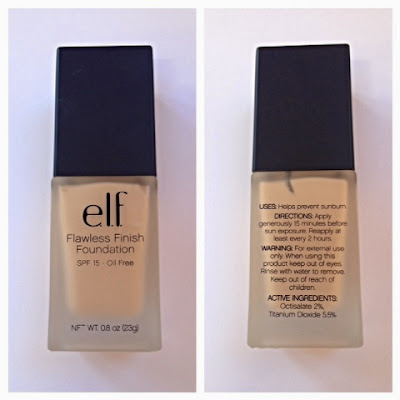 e.l.f.
Flawless Finish
Foundation
SPF 15 · Oil Free
NET WT. 0.8 oz (23g)
USES: Helps prevent sunburn.
DIRECTIONS: Apply
generously 15 minutes before
sun exposure. Reapply at
least every 2 hours.
WARNING: For external use
only. When using this
product keep out of eyes.
Rinse with water to remove.
Keep out of reach of
children.
ACTIVE INGREDIENTS:
Octisalate 2%,
Titanium Dioxide 5.5%